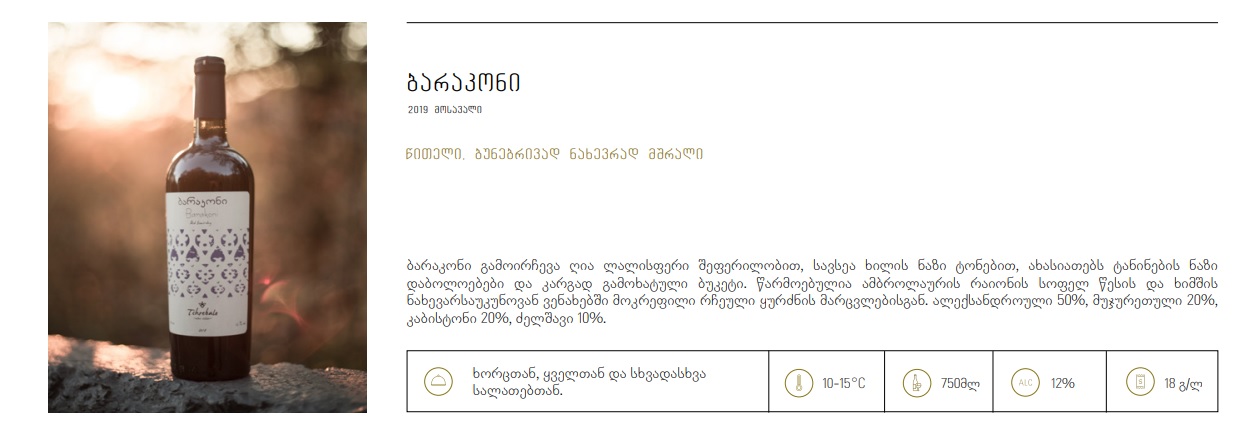 ბარაკონი
2019 მოსავალი
წითელი, ბუნებრივად ნახევრად მშრალი
ბარაკონი
Tchrebalo
ბარაკონი გამოირჩევა ღია ლალისფერი შეფერილობით, სავსეა ხილის ნაზი ტონებით, ახასიათებს ტანინების ნაზი
დაბოლოებები და კარგად გამოხატული ბუკეტი. წარმოებულია ამბროლაურის რაიონის სოფელ წესის და ხიმშის
ნახევარსაუკუნოვან ვენახებში მოკრეფილი რჩეული ყურძნის მარცვლებისგან. ალექსანდროული 50%, მუჯურეთული 20%,
კაბისტონი 20%, ძელშავი 10%.
ხორცთან, ყველთან და სხვადასხვა
სალათებთან.
10-15°C
750მლ
ALC
12%
S
18 გ/ლ